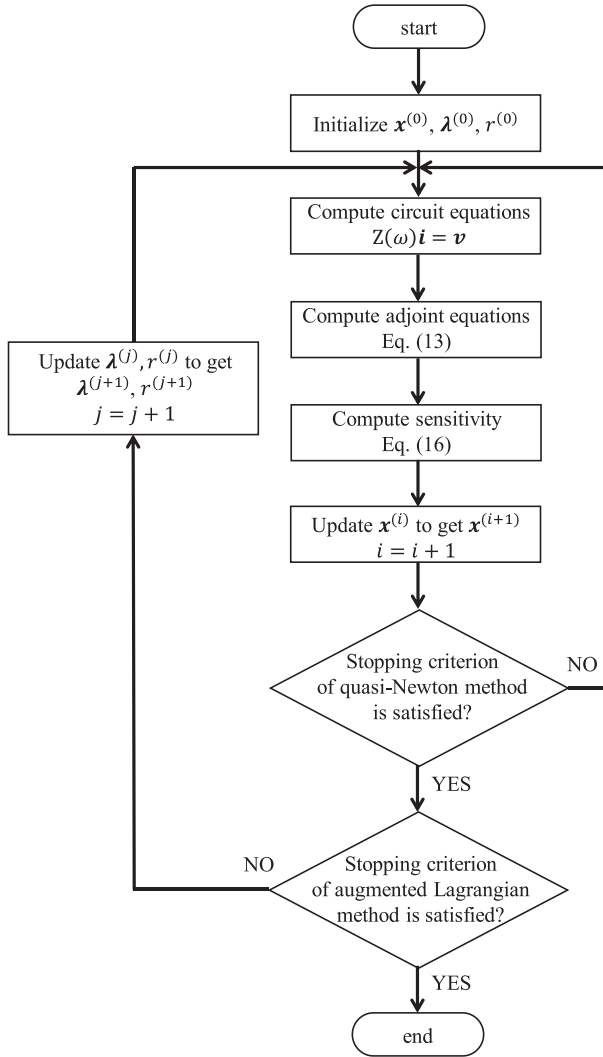 start
Initialize 𝒙⁽⁰⁾, 𝝀⁽⁰⁾, 𝑟⁽⁰⁾
Compute circuit equations
Z(𝜔)𝒊 = 𝒗
Compute adjoint equations
Eq. (13)
Update 𝝀⁽ʲ⁾, 𝑟⁽ʲ⁾ to get
𝝀⁽ʲ⁺¹⁾, 𝑟⁽ʲ⁺¹⁾
𝑗 = 𝑗 + 1
Compute sensitivity
Eq. (16)
Update 𝒙⁽ⁱ⁾ to get 𝒙⁽ⁱ⁺¹⁾
𝑖 = 𝑖 + 1
Stopping criterion
of quasi-Newton method
is satisfied?
NO
YES
NO
Stopping criterion
of augmented Lagrangian
method is satisfied?
YES
end